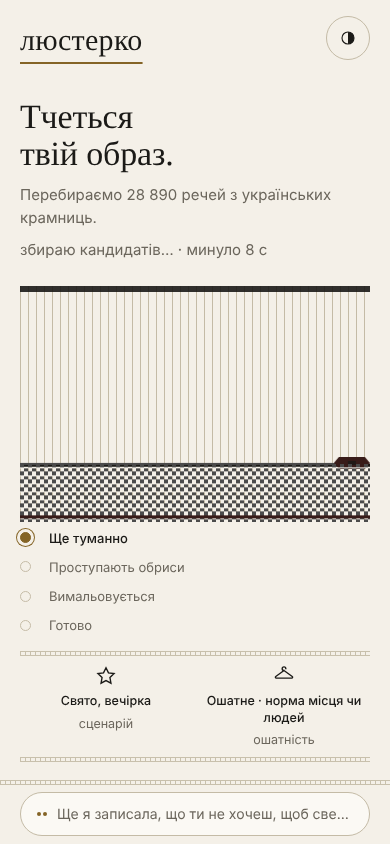 люстерко
Тчеться
твій образ.
Перебираємо 28 890 речей з українських
крамниць.
збираю кандидатів... · минуло 8 с
Ще туманно
Проступають обриси
Вимальовується
Готово
Свято, вечірка
сценарій
Ошатне · норма місця чи
людей
ошатність
Ще я записала, що ти не хочеш, щоб све...